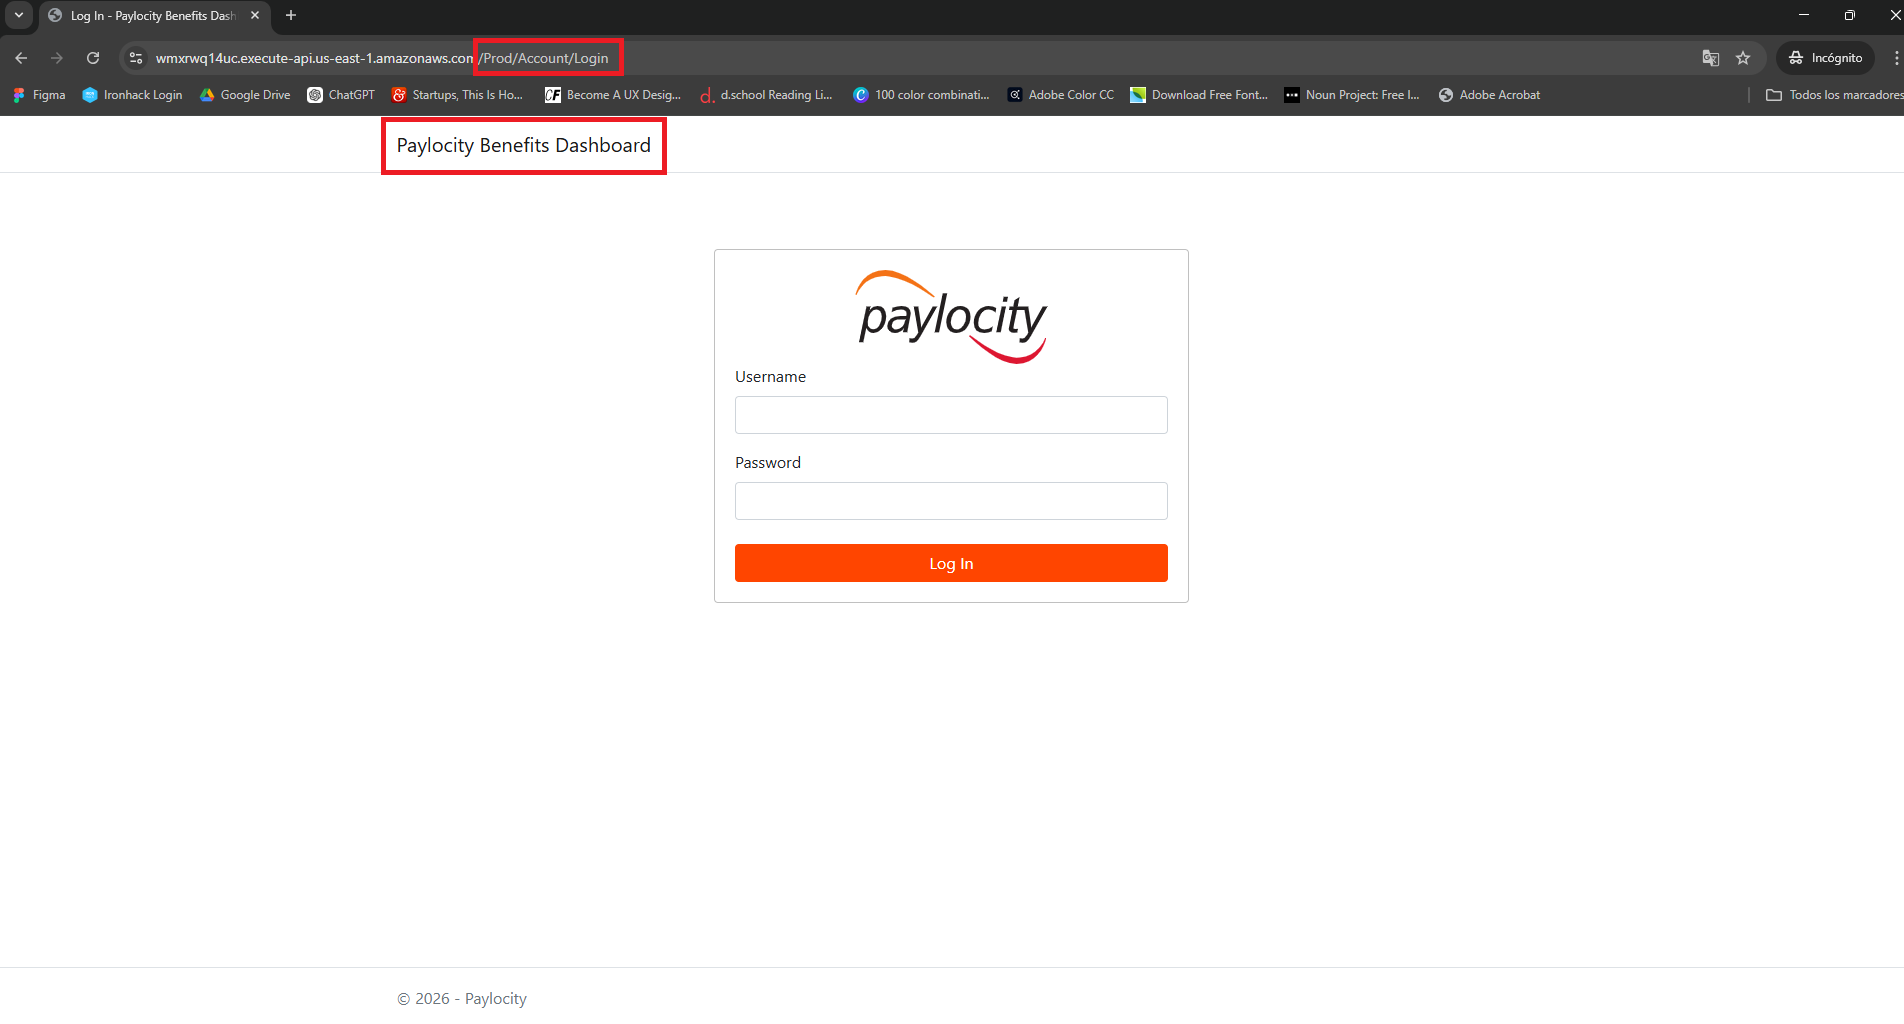 Log In - Paylocity Benefits Dash
wmxrwq14uc.execute-api.us-east-1.amazonaws.com/Prod/Account/Login
Incógnito
Figma
Ironhack Login
Google Drive
ChatGPT
Startups, This Is Ho...
CF Become A UX Desig...
d. d.school Reading Li...
C 100 color combinati...
Adobe Color CC
Download Free Font...
Noun Project: Free I...
Adobe Acrobat
Todos los marcadores
Paylocity Benefits Dashboard
paylocity
Username
Password
Log In
© 2026 - Paylocity